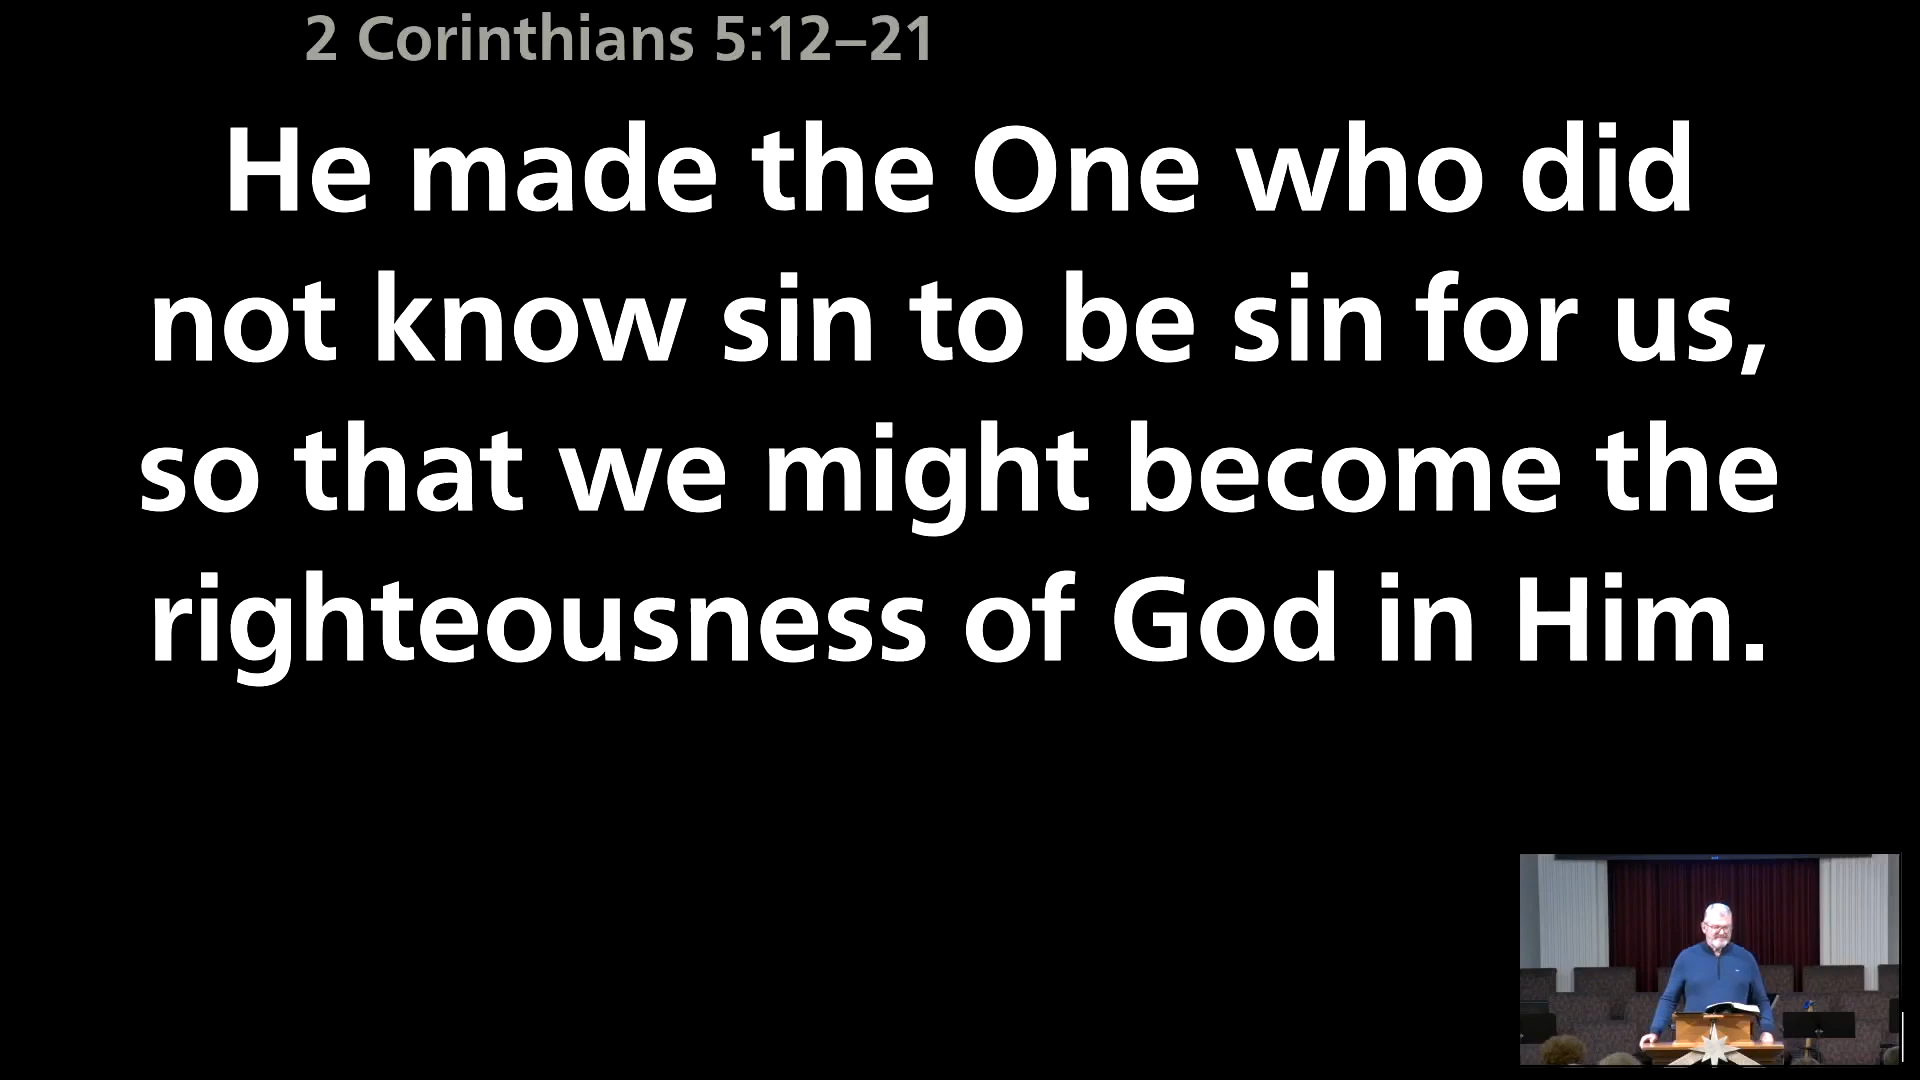 2 Corinthians 5:12–21
He made the One who did
not know sin to be sin for us,
so that we might become the
righteousness of God in Him.